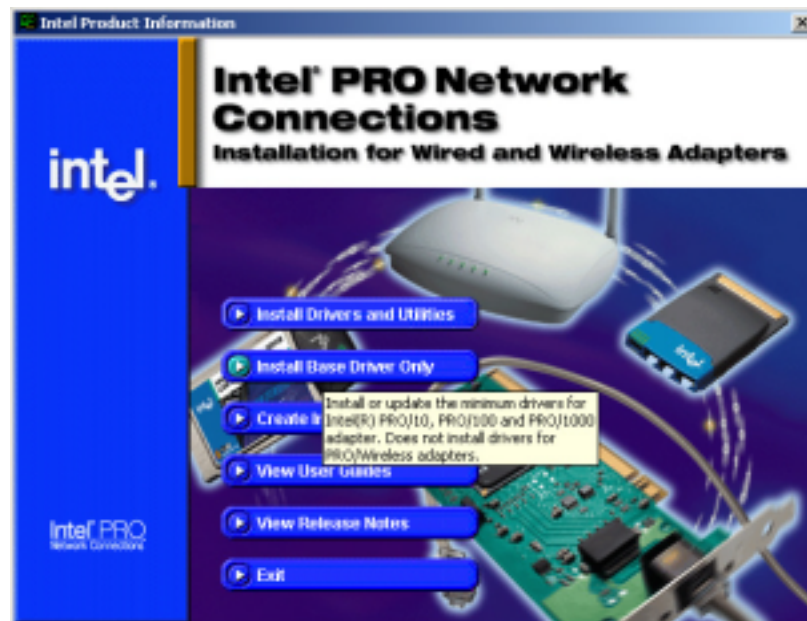 Intel Product Information
Intel® PRO Network
Connections
Installation for Wired and Wireless Adapters
intel.
Install Drivers and Utilities
Install Base Driver Only
Install or update the minimum drivers for
Intel(R) PRO/10, PRO/100 and PRO/1000
adapter. Does not install drivers for
PRO/Wireless adapters.
Create
View User Guides
View Release Notes
Exit
Intel® PRO
Network Connections
intel